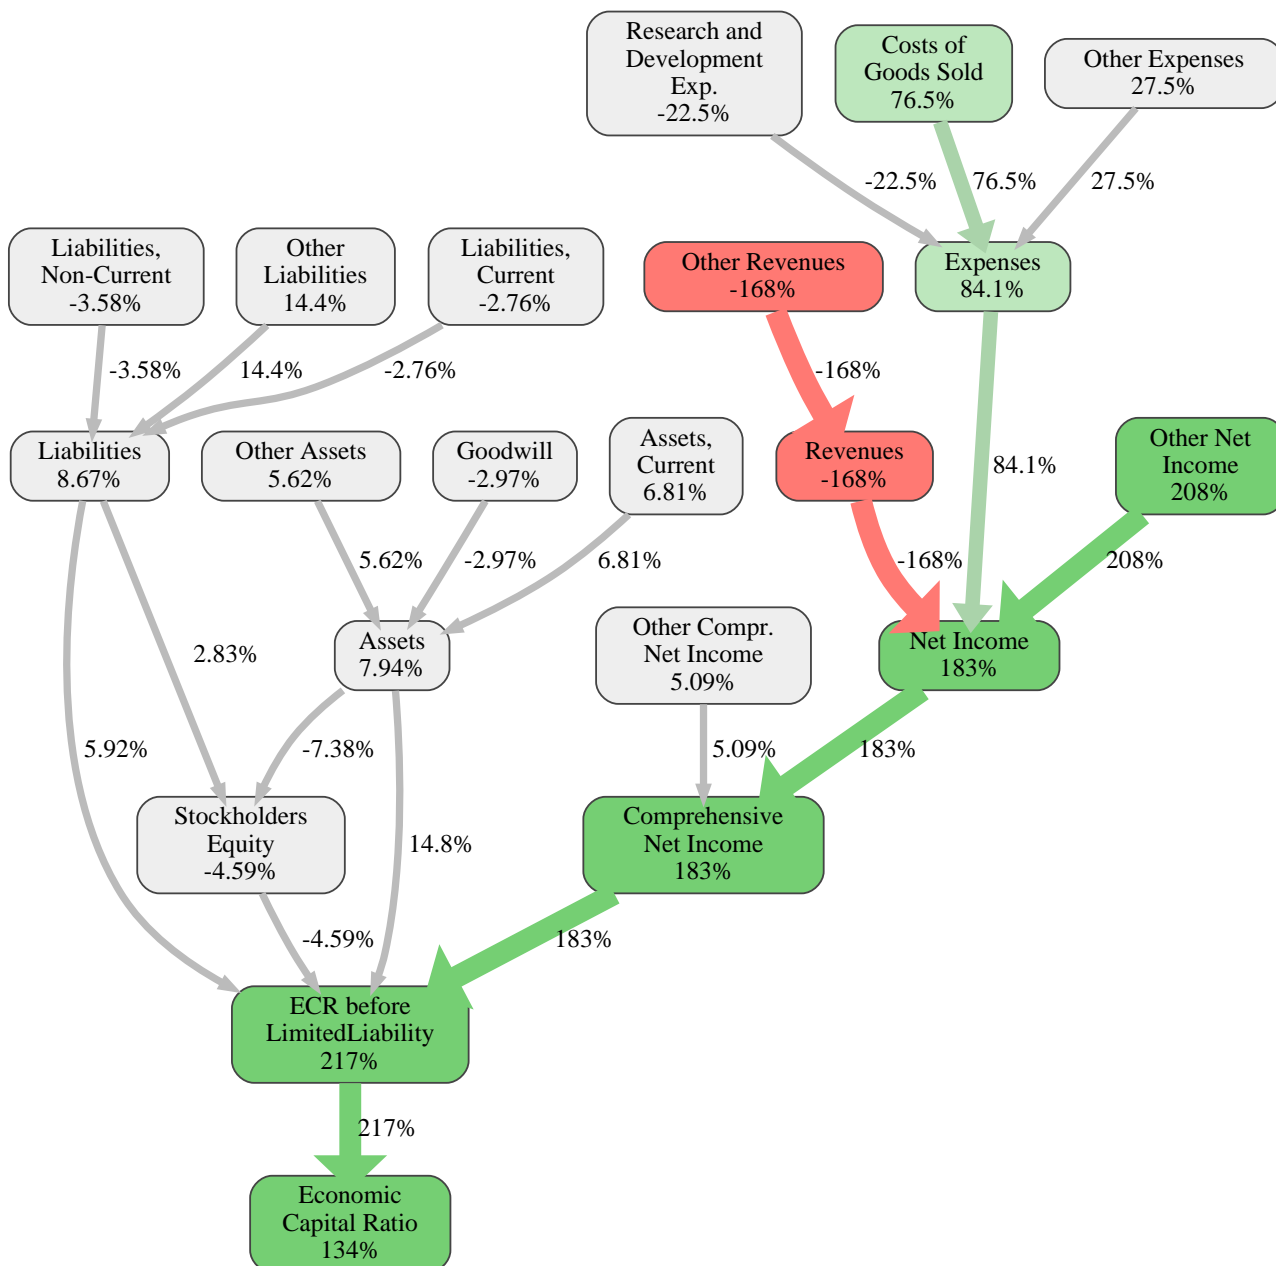 Research and
Development
Exp.
-22.5%
Costs of
Goods Sold
76.5%
Other Expenses
27.5%
-22.5%
76.5%
27.5%
Liabilities,
Non-Current
-3.58%
Other
Liabilities
14.4%
Liabilities,
Current
-2.76%
Other Revenues
-168%
Expenses
84.1%
-3.58%
14.4%
-2.76%
-168%
Liabilities
8.67%
Other Assets
5.62%
Goodwill
-2.97%
Assets,
Current
6.81%
Revenues
-168%
84.1%
Other Net
Income
208%
5.62%
-2.97%
6.81%
-168%
208%
2.83%
Assets
7.94%
Other Compr.
Net Income
5.09%
Net Income
183%
5.92%
-7.38%
5.09%
183%
Stockholders
Equity
-4.59%
14.8%
Comprehensive
Net Income
183%
-4.59%
183%
ECR before
LimitedLiability
217%
217%
Economic
Capital Ratio
134%